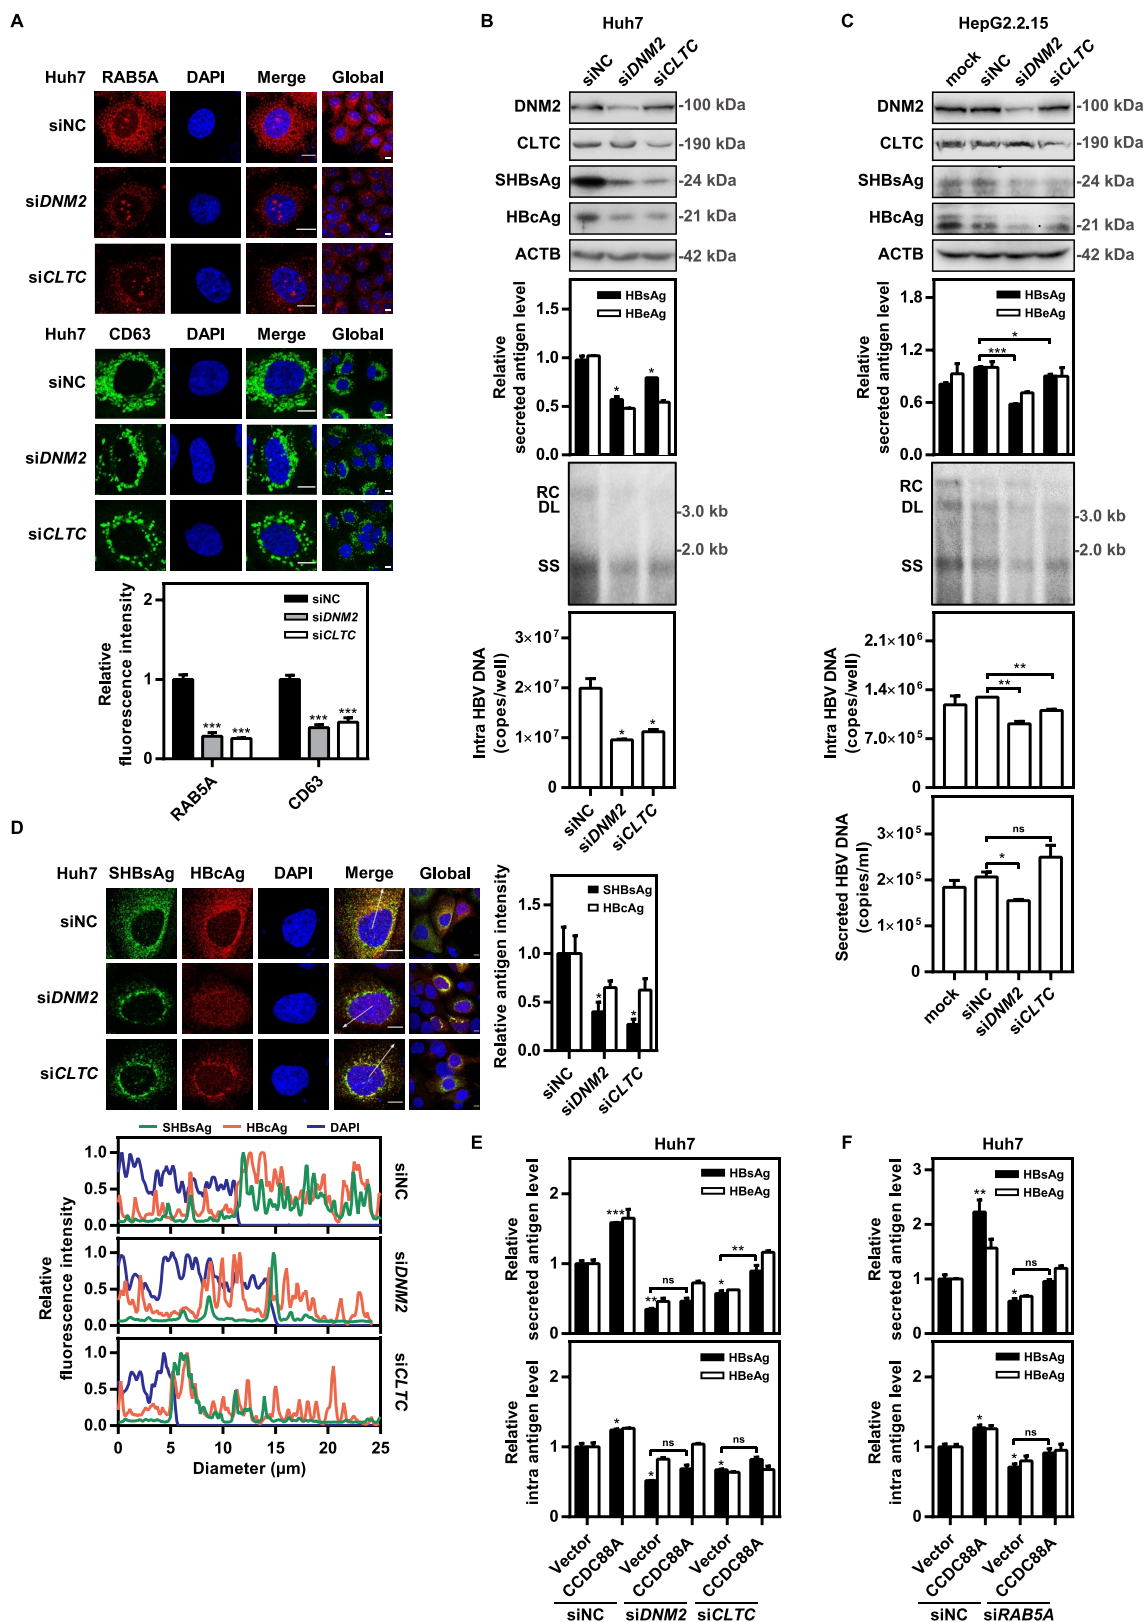 A
Huh7 RAB5A DAPI Merge Global
siNC
siDNM2
siCLTC
Huh7 CD63 DAPI Merge Global
siNC
siDNM2
siCLTC
Relative
fluorescence intensity
2
1
0
siNC
siDNM2
siCLTC
*** *** *** ***
RAB5A CD63
B
Huh7
siNC siDNM2 siCLTC
DNM2 -100 kDa
CLTC -190 kDa
SHBsAg -24 kDa
HBcAg -21 kDa
ACTB -42 kDa
Relative
secreted antigen level
1.5
1.0
0.5
0.0
HBsAg
HBeAg
* *
RC
DL
SS
-3.0 kb
-2.0 kb
Intra HBV DNA
(copes/well)
3×10⁷
2×10⁷
1×10⁷
0
* *
siNC siDNM2 siCLTC
C
HepG2.2.15
mock siNC siDNM2 siCLTC
DNM2 -100 kDa
CLTC -190 kDa
SHBsAg -24 kDa
HBcAg -21 kDa
ACTB -42 kDa
Relative
secreted antigen level
1.8
1.2
0.6
0.0
HBsAg
HBeAg
*
***
RC
DL
SS
-3.0 kb
-2.0 kb
Intra HBV DNA
(copies/well)
2.1×10⁶
1.4×10⁶
7.0×10⁵
0
**
**
Secreted HBV DNA
(copies/ml)
3×10⁵
2×10⁵
1×10⁵
0
ns
*
mock siNC siDNM2 siCLTC
D
Huh7 SHBsAg HBcAg DAPI Merge Global
siNC
siDNM2
siCLTC
Relative antigen intensity
1.5
1.0
0.5
0.0
SHBsAg
HBcAg
* *
siNC siDNM2 siCLTC
SHBsAg HBcAg DAPI
Relative
fluorescence intensity
1.0
0.5
0.0
siNC
1.0
0.5
0.0
siDNM2
1.0
0.5
0.0
siCLTC
0 5 10 15 20 25
Diameter (μm)
E
Huh7
Relative
secreted antigen level
2
1
0
HBsAg
HBeAg
*** ** ns * **
Relative
intra antigen level
2
1
0
HBsAg
HBeAg
* * ns * ns
Vector CCDC88A Vector CCDC88A Vector CCDC88A
siNC siDNM2 siCLTC
F
Huh7
Relative
secreted antigen level
3
2
1
0
HBsAg
HBeAg
** * ns
Relative
intra antigen level
2
1
0
HBsAg
HBeAg
* * ns
Vector CCDC88A Vector CCDC88A
siNC siRAB5A